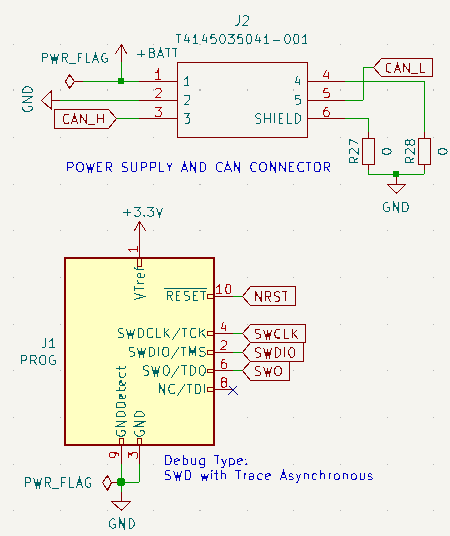 J2
T4145035041-001
+BATT
PWR_FLAG
1 1 4 4
GND 2 2 5 5 CAN_L
CAN_H 3 3 SHIELD 6
R27 0 R28 0
POWER SUPPLY AND CAN CONNECTOR
GND
+3.3V
1
VTref
RESET 10 NRST
SWDCLK/TCK 4 SWCLK
J1
SWDIO/TMS 2 SWDIO
PROG
SWO/TDO 6 SWO
NC/TDI 8
GNDDetect GND
9 3
Debug Type:
SWD with Trace Asynchronous
PWR_FLAG
GND